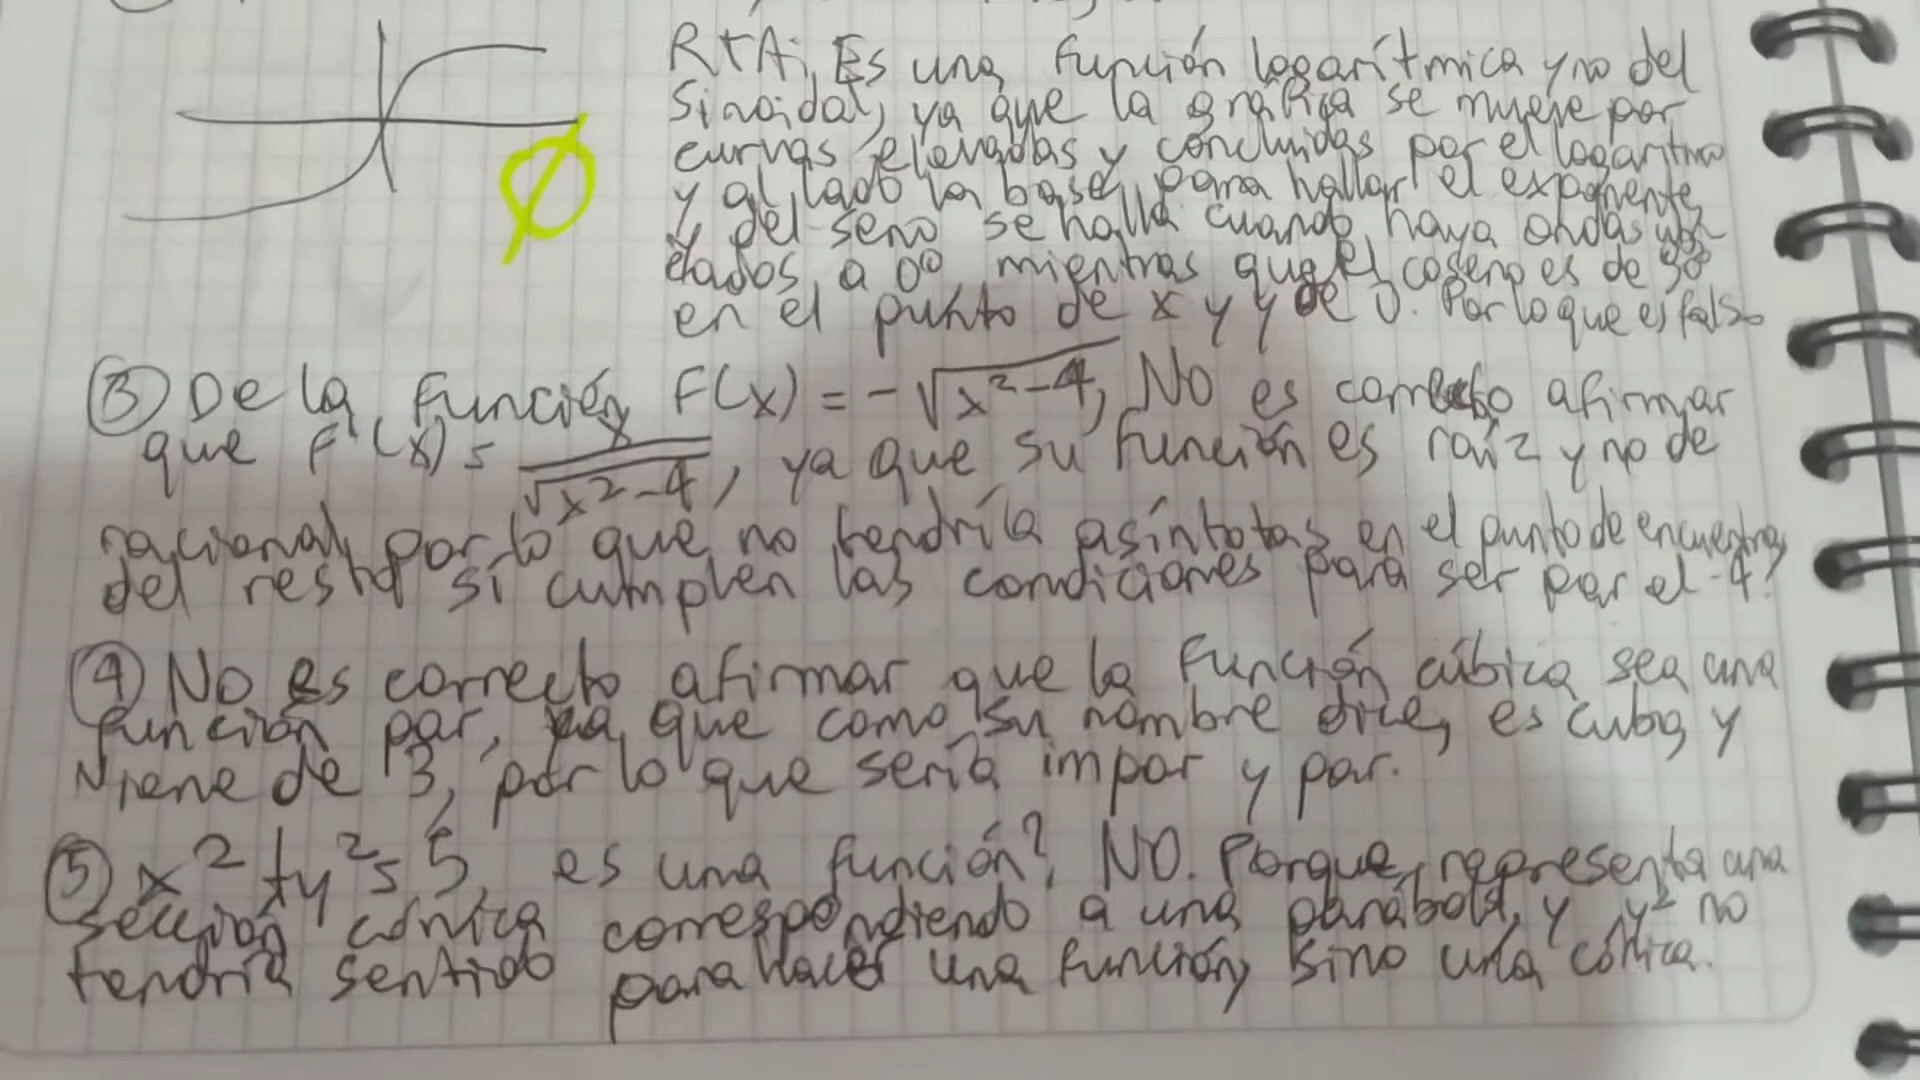 RtA: Es una función logarítmica y no del
sinoidal, ya que la gráfica se mueve por
curvas elengadas y concluidas por el logaritmo
y al lado la base, para hallar el exponente,
y del seno se halla cuando haya ondas
a 0° mientras que el coseno es de 90°
en el punto de x y y de 0. Por lo que es falso
③ De la función F(x) = -√x²-4, No es correcto afirmar
que F'(x) = x/√x²-4, ya que su función es raíz y no de
racional, por lo que no tendría asíntotas en el punto de encuentros
del resto si cumplen las condiciones para ser por el -4?
④ No es correcto afirmar que la función cúbica sea una
función par, ya que como su nombre dice, es cubo, y
viene de 3, por lo que sería impar y par.
⑤ x²+y²=5, es una función?, NO. Porque, representa una
sección cónica correspondiendo a una parábola, y y² no
tendría sentido para hacer una función, sino una cónica.